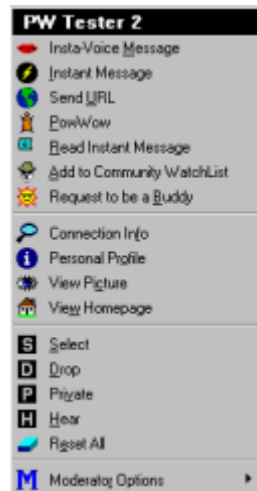 PW Tester 2
Insta-Voice Message
Instant Message
Send URL
PowWow
Read Instant Message
Add to Community WatchList
Request to be a Buddy
Connection Info
Personal Profile
View Picture
View Homepage
S Select
D Drop
P Private
H Hear
Reset All
M Moderator Options